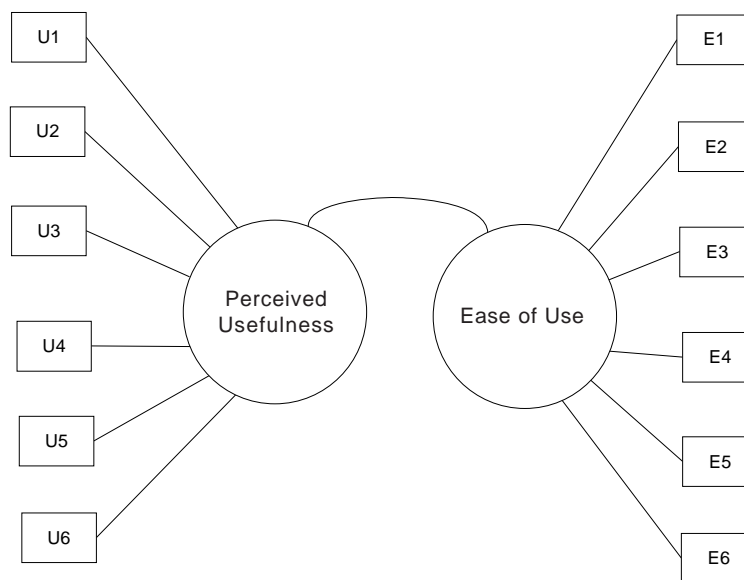 U1
U2
U3
U4
U5
U6
Perceived
Usefulness
Ease of Use
E1
E2
E3
E4
E5
E6